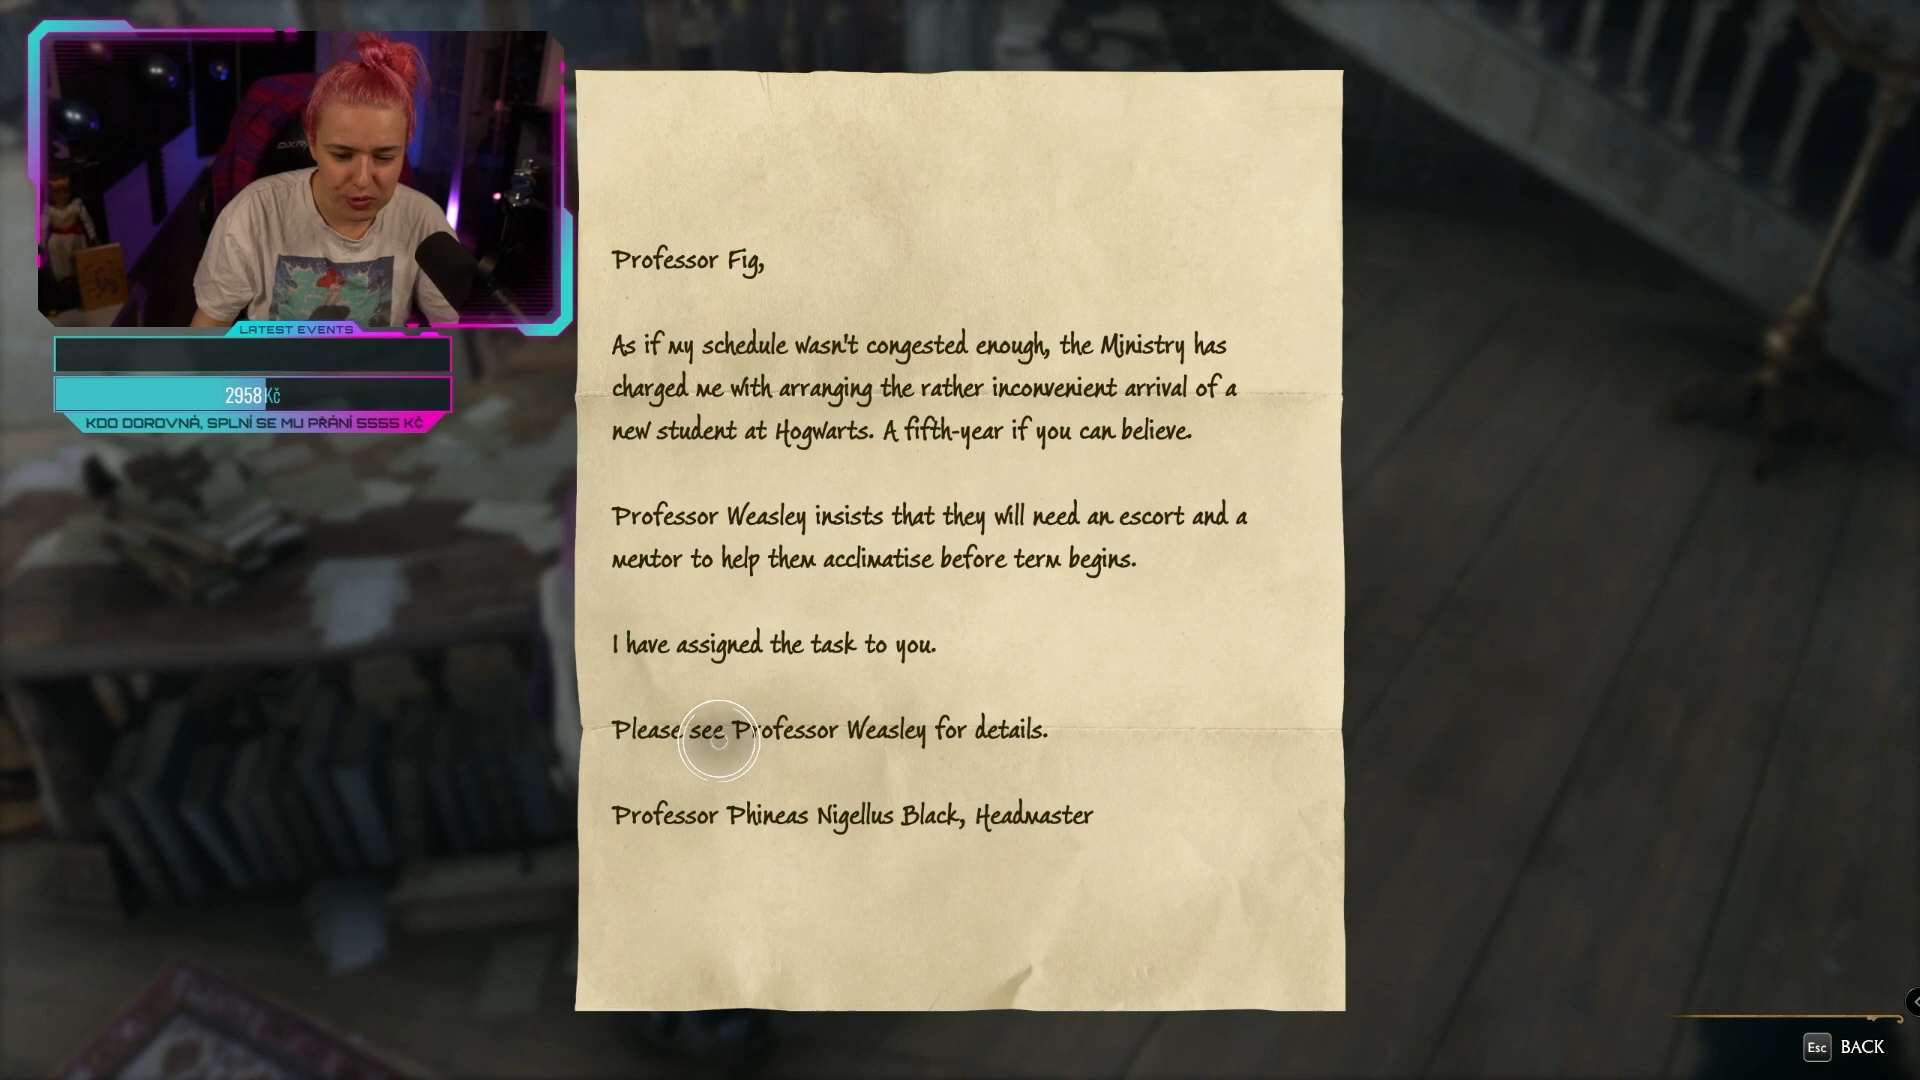 LATEST EVENTS
2958 Kč
KDO DOROVNÁ, SPLNÍ SE MU PŘÁNÍ 5555 KČ
Professor Fig,
As if my schedule wasn't congested enough, the Ministry has
charged me with arranging the rather inconvenient arrival of a
new student at Hogwarts. A fifth-year if you can believe.
Professor Weasley insists that they will need an escort and a
mentor to help them acclimatise before term begins.
I have assigned the task to you.
Please see Professor Weasley for details.
Professor Phineas Nigellus Black, Headmaster
Esc BACK